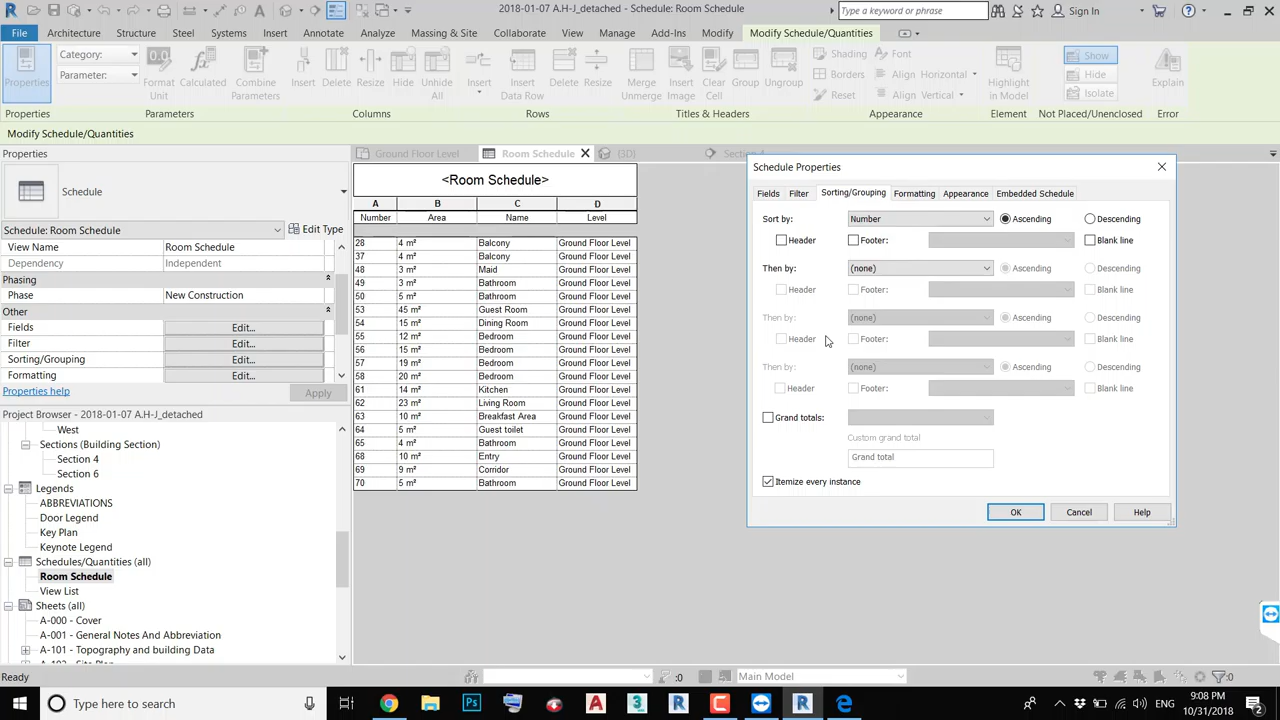 2018-01-07 A.H-J_detached - Schedule: Room Schedule
Type a keyword or phrase
Sign In
File Architecture Structure Steel Systems Insert Annotate Analyze Massing & Site Collaborate View Manage Add-Ins Modify Modify Schedule/Quantities
Properties
Category:
Parameter:
Format Unit
Calculated
Combine Parameters
Insert
Delete
Resize
Hide
Unhide All
Insert
Insert Data Row
Delete
Resize
Merge Unmerge
Insert Image
Clear Cell
Group
Ungroup
Shading
Borders
Reset
Font
Align Horizontal
Align Vertical
Highlight in Model
Show
Hide
Isolate
Explain
Properties Parameters Columns Rows Titles & Headers Appearance Element Not Placed/Unenclosed Error
Modify Schedule/Quantities
Properties
Schedule
Schedule: Room Schedule
Edit Type
View Name Room Schedule
Dependency Independent
Phasing
Phase New Construction
Other
Fields Edit...
Filter Edit...
Sorting/Grouping Edit...
Formatting Edit...
Properties help
Apply
Project Browser - 2018-01-07 A.H-J_detached
West
Sections (Building Section)
Section 4
Section 6
Legends
ABBREVIATIONS
Door Legend
Key Plan
Keynote Legend
Schedules/Quantities (all)
Room Schedule
View List
Sheets (all)
A-000 - Cover
A-001 - General Notes And Abbreviation
A-101 - Topography and building Data
Ground Floor Level
Room Schedule
{3D}
<Room Schedule>
A B C D
Number Area Name Level
28 4 m² Balcony Ground Floor Level
37 4 m² Balcony Ground Floor Level
48 3 m² Maid Ground Floor Level
49 3 m² Bathroom Ground Floor Level
50 5 m² Bathroom Ground Floor Level
53 45 m² Guest Room Ground Floor Level
54 15 m² Dining Room Ground Floor Level
55 12 m² Bedroom Ground Floor Level
56 15 m² Bedroom Ground Floor Level
57 19 m² Bedroom Ground Floor Level
58 20 m² Bedroom Ground Floor Level
61 14 m² Kitchen Ground Floor Level
62 23 m² Living Room Ground Floor Level
63 10 m² Breakfast Area Ground Floor Level
64 5 m² Guest toilet Ground Floor Level
65 4 m² Bathroom Ground Floor Level
68 10 m² Entry Ground Floor Level
69 9 m² Corridor Ground Floor Level
70 5 m² Bathroom Ground Floor Level
Schedule Properties
Fields Filter Sorting/Grouping Formatting Appearance Embedded Schedule
Sort by: Number Ascending Descending
Header Footer: Blank line
Then by: (none) Ascending Descending
Header Footer: Blank line
Then by: (none) Ascending Descending
Header Footer: Blank line
Then by: (none) Ascending Descending
Header Footer: Blank line
Grand totals:
Custom grand total
Grand total
Itemize every instance
OK Cancel Help
Ready
:0
Main Model
:0
Type here to search
ENG
9:08 PM
10/31/2018